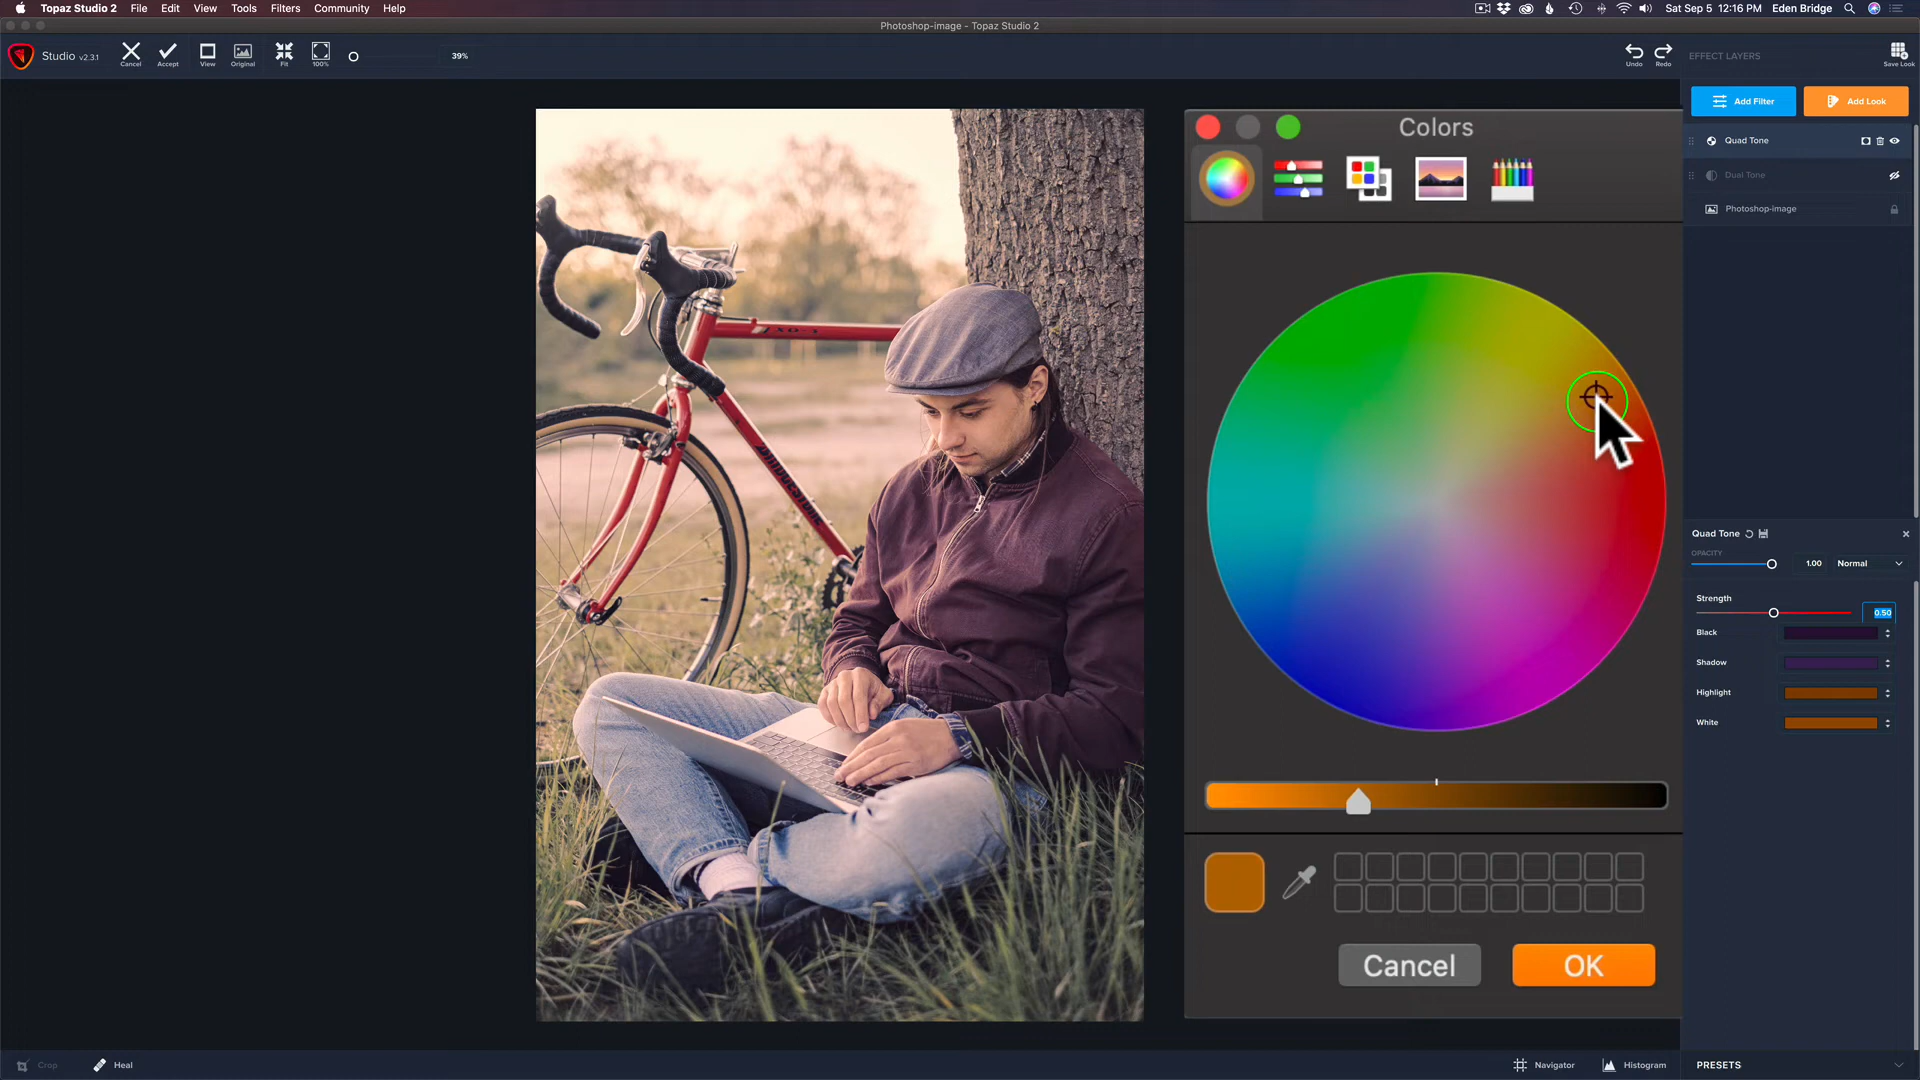 Topaz Studio 2 File Edit View Tools Filters Community Help
Sat Sep 5 12:16 PM Eden Bridge
Photoshop-image - Topaz Studio 2
Studio v2.3.1
Cancel
Accept
View
Original
Fit
100%
39%
Undo
Redo
EFFECT LAYERS
Save Look
Add Filter
Add Look
Colors
Quad Tone
Dual Tone
Photoshop-image
BRIDGESTONE
XO-1
Quad Tone
OPACITY
1.00 Normal
Strength
0.50
Black
Shadow
Highlight
White
Cancel
OK
Crop
Heal
Navigator
Histogram
PRESETS